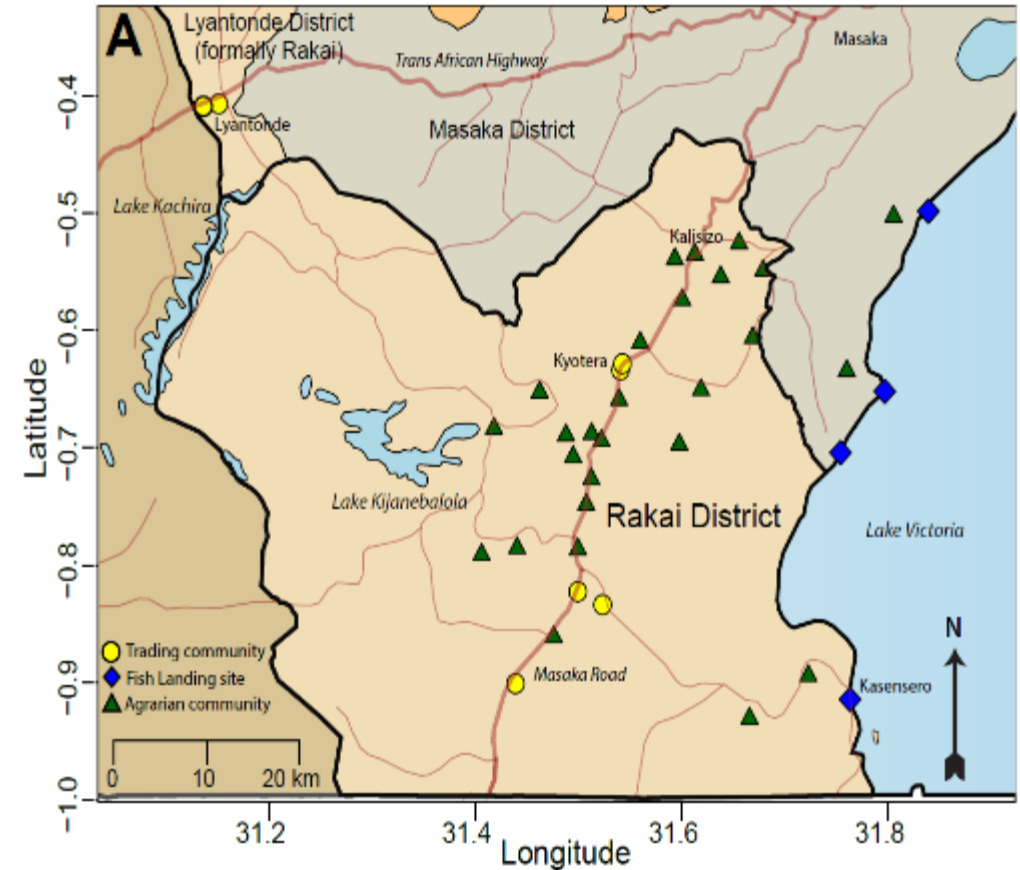 A
Lyantonde District
(formally Rakai)
Trans African Highway
Masaka
Lyantonde
Masaka District
Lake Kachira
Kalisizo
Kyotera
Lake Kijanebalola
Rakai District
Lake Victoria
N
Masaka Road
Kasensero
Trading community
Fish Landing site
Agrarian community
0 10 20 km
Latitude
−0.4
−0.5
−0.6
−0.7
−0.8
−0.9
−1.0
31.2 31.4 31.6 31.8
Longitude